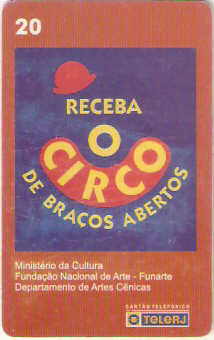 20
RECEBA
O
CIRCO
DE BRAÇOS ABERTOS
Ministério da Cultura
Fundação Nacional de Arte - Funarte
Departamento de Artes Cênicas
CARTÃO TELEFÔNICO
TELERJ